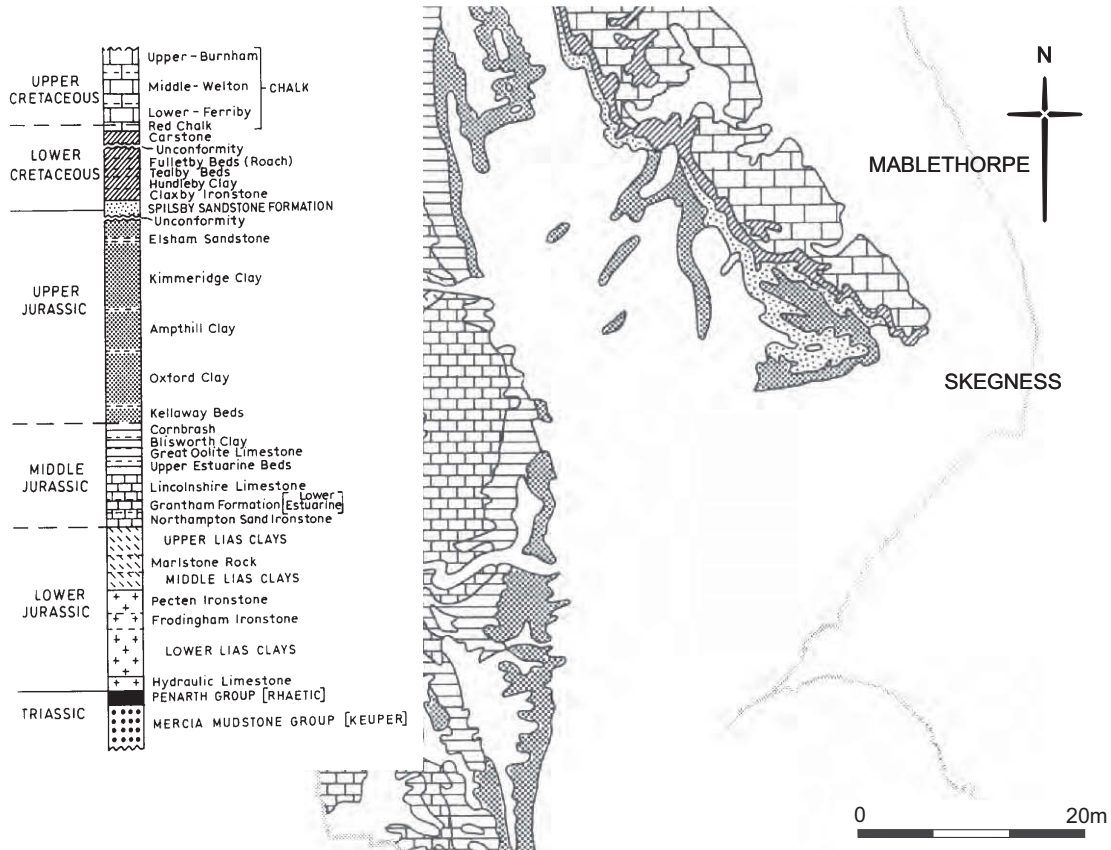 UPPER
CRETACEOUS
LOWER
CRETACEOUS
UPPER
JURASSIC
MIDDLE
JURASSIC
LOWER
JURASSIC
TRIASSIC
Upper-Burnham
Middle-Welton
CHALK
Lower-Ferriby
Red Chalk
Carstone
Unconformity
Fulletby Beds (Roach)
Tealby Beds
Hundleby Clay
Claxby Ironstone
SPILSBY SANDSTONE FORMATION
Unconformity
Elsham Sandstone
Kimmeridge Clay
Ampthill Clay
Oxford Clay
Kellaway Beds
Cornbrash
Blisworth Clay
Great Oolite Limestone
Upper Estuarine Beds
Lincolnshire Limestone
Grantham Formation [Lower Estuarine]
Northampton Sand Ironstone
UPPER LIAS CLAYS
Marlstone Rock
MIDDLE LIAS CLAYS
Pecten Ironstone
Frodingham Ironstone
LOWER LIAS CLAYS
Hydraulic Limestone
PENARTH GROUP [RHAETIC]
MERCIA MUDSTONE GROUP [KEUPER]
N
MABLETHORPE
SKEGNESS
0 20m